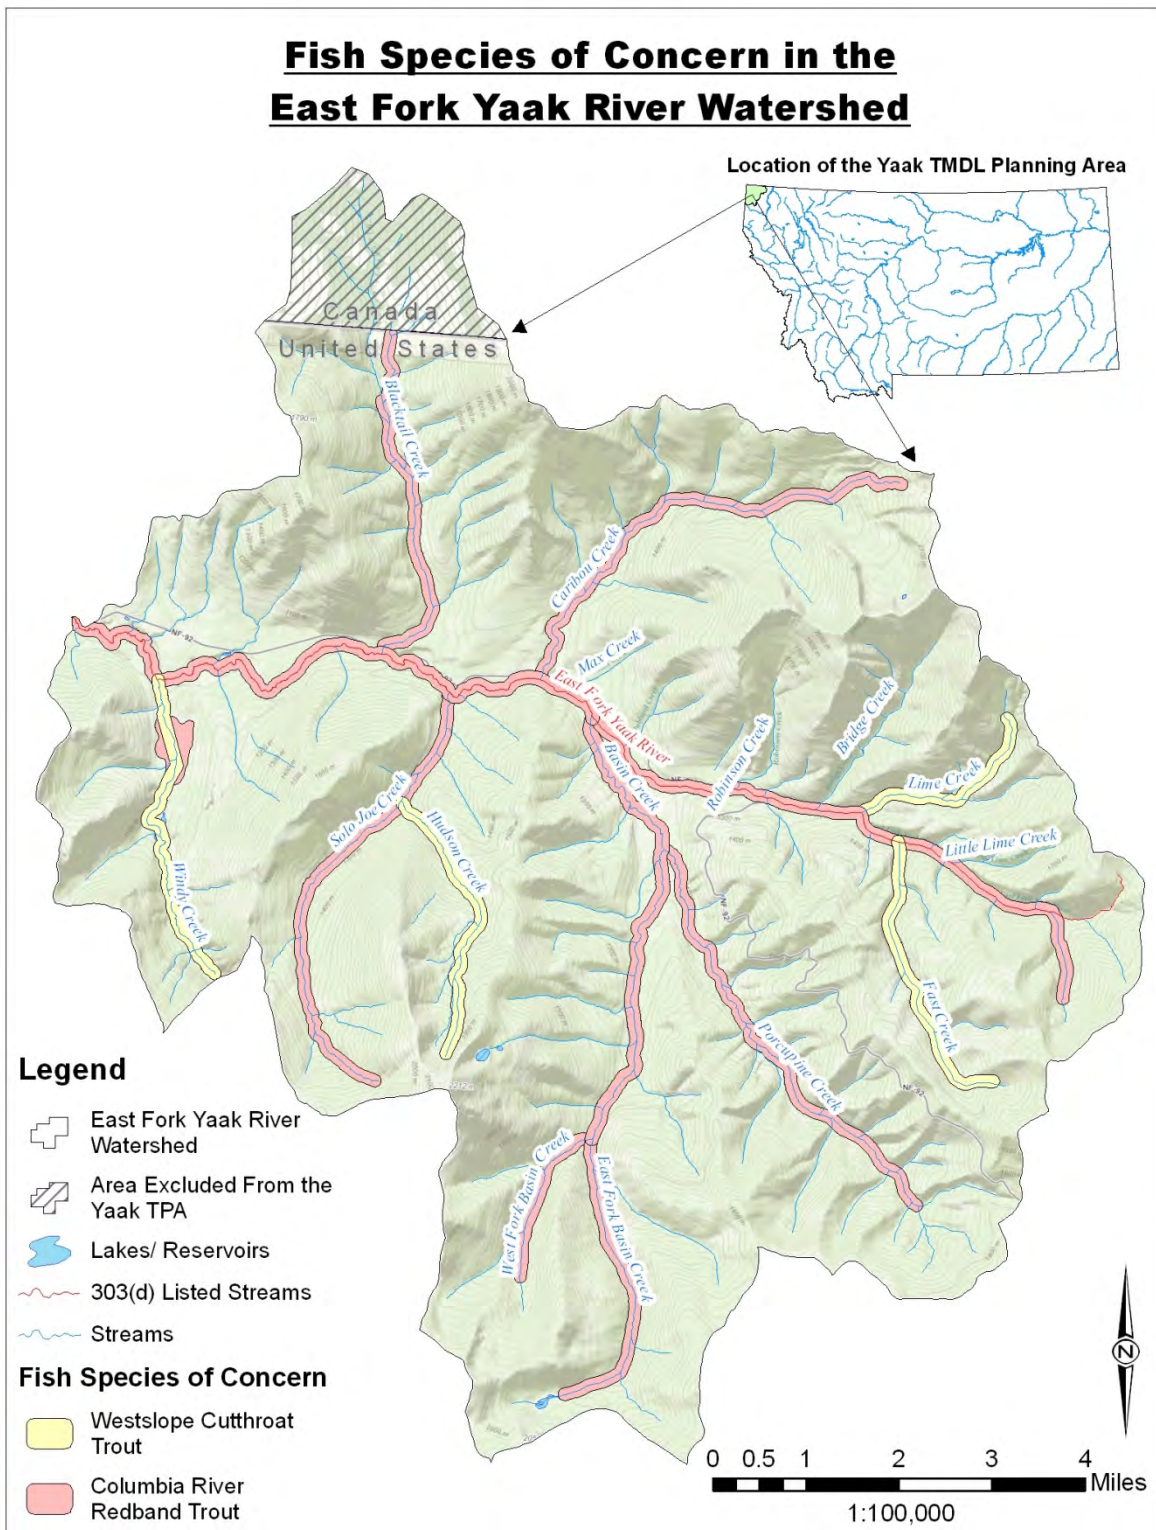 Fish Species of Concern in the
East Fork Yaak River Watershed
Location of the Yaak TMDL Planning Area
Canada
United States
Blacktail Creek
Caribou Creek
NF-92
Max Creek
East Fork Yaak River
Basin Creek
Robinson Creek
Bridge Creek
Lime Creek
Little Lime Creek
Solo Joe Creek
Hudson Creek
Windy Creek
NF-92
East Creek
Porcupine Creek
NF-92
West Fork Basin Creek
East Fork Basin Creek
Legend
East Fork Yaak River
Watershed
Area Excluded From the
Yaak TPA
Lakes/ Reservoirs
303(d) Listed Streams
Streams
Fish Species of Concern
Westslope Cutthroat
Trout
Columbia River
Redband Trout
N
0 0.5 1 2 3 4
Miles
1:100,000